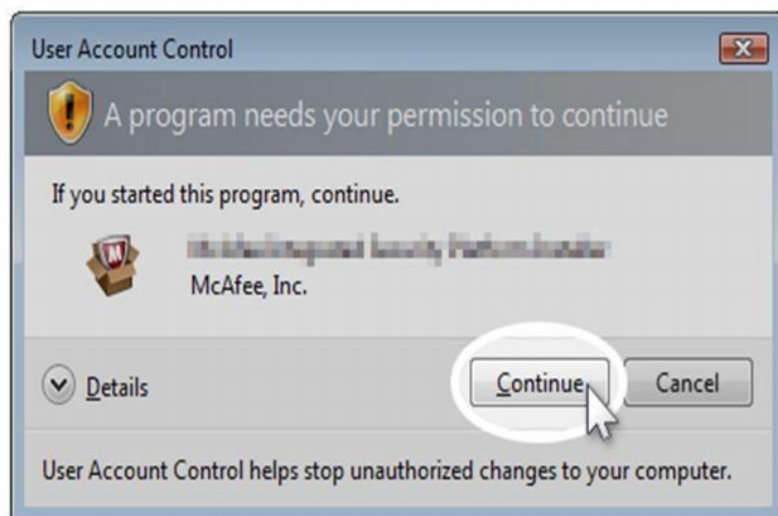 User Account Control
A program needs your permission to continue
If you started this program, continue.
McAfee, Inc.
Details
Continue
Cancel
User Account Control helps stop unauthorized changes to your computer.